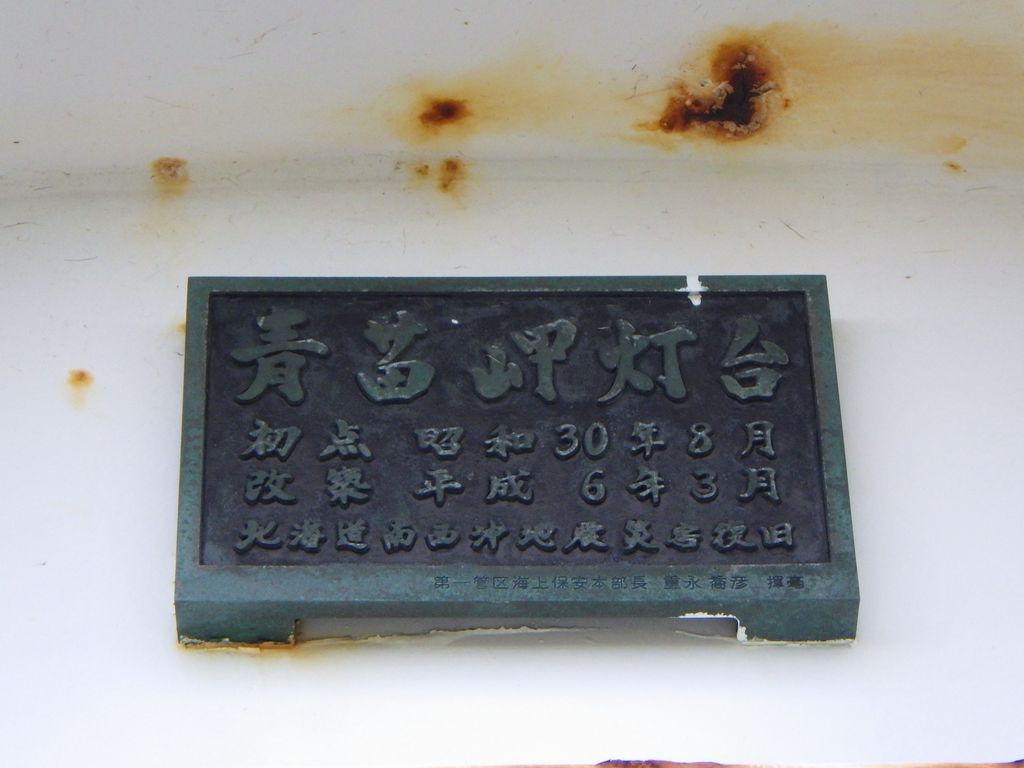 青苗岬灯台
初点 昭和30年8月
改築 平成 6年3月
北海道南西沖地震災害復旧
第一管区海上保安本部長 重永 喬彦 揮毫